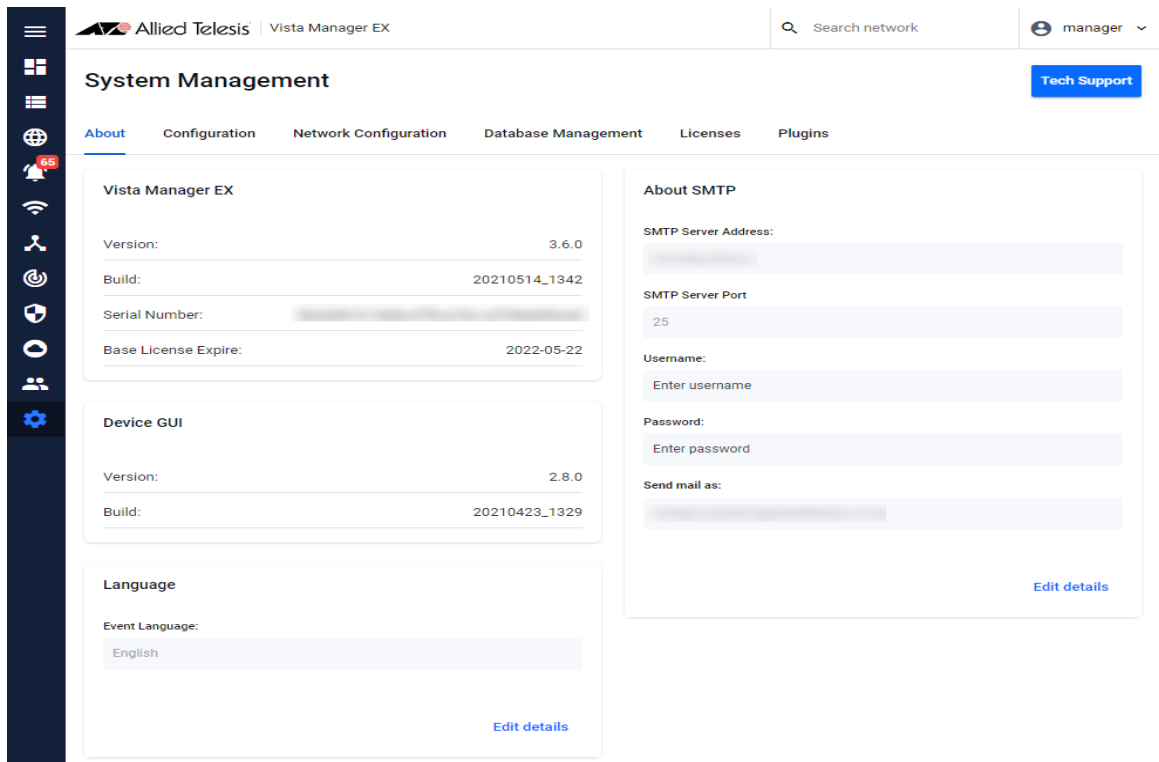 Allied Telesis Vista Manager EX
Search network
manager
System Management
Tech Support
About Configuration Network Configuration Database Management Licenses Plugins
65
Vista Manager EX
Version: 3.6.0
Build: 20210514_1342
Serial Number:
Base License Expire: 2022-05-22
Device GUI
Version: 2.8.0
Build: 20210423_1329
Language
Event Language:
English
Edit details
About SMTP
SMTP Server Address:
SMTP Server Port
25
Username:
Enter username
Password:
Enter password
Send mail as:
Edit details